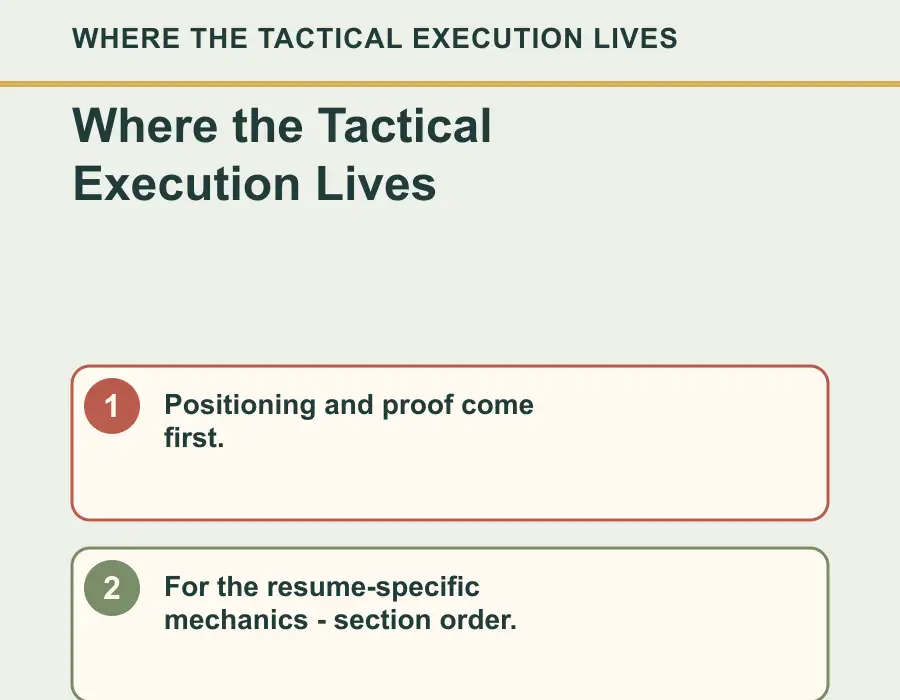 WHERE THE TACTICAL EXECUTION LIVES
Where the Tactical
Execution Lives
1
Positioning and proof come
first.
2
For the resume-specific
mechanics - section order.